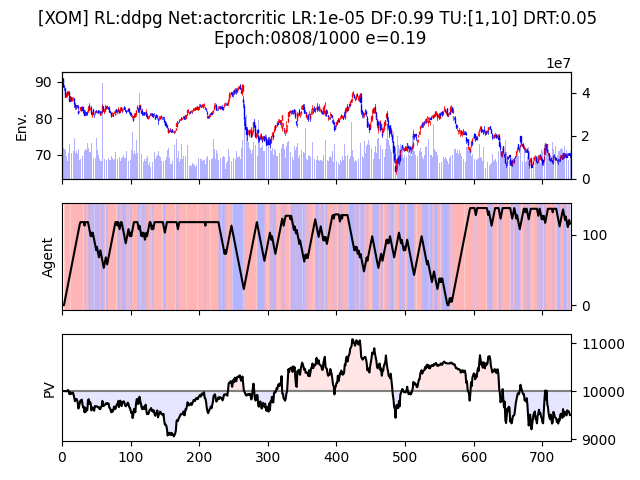 [XOM] RL:ddpg Net:actorcritic LR:1e-05 DF:0.99 TU:[1,10] DRT:0.05
Epoch:0808/1000 e=0.19
1e7
Env.
90
80
70
4
2
0
Agent
100
0
PV
11000
10000
9000
0 100 200 300 400 500 600 700